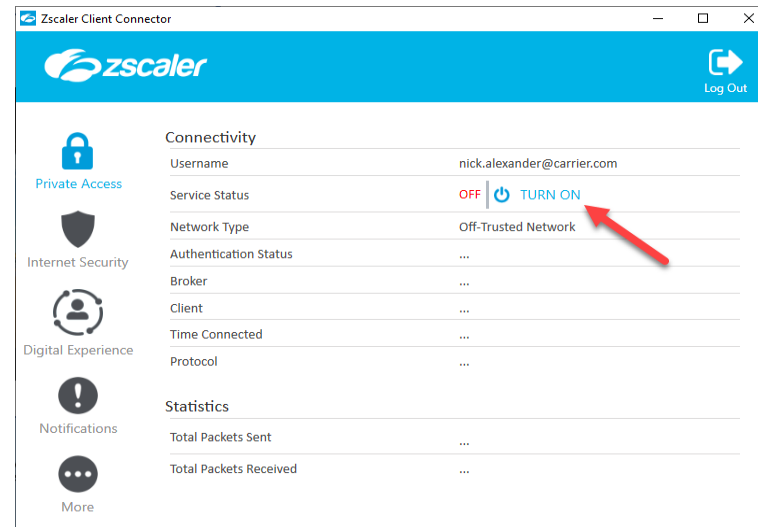 Zscaler Client Connector
zscaler
Log Out
Private Access
Internet Security
Digital Experience
Notifications
More
Connectivity
Username nick.alexander@carrier.com
Service Status OFF TURN ON
Network Type Off-Trusted Network
Authentication Status ...
Broker ...
Client ...
Time Connected ...
Protocol ...
Statistics
Total Packets Sent ...
Total Packets Received ...